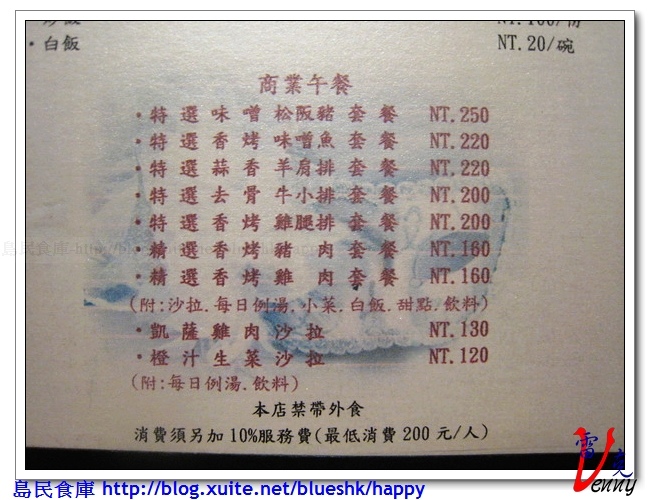 · 白飯 NT.20/碗
商業午餐
· 特選味噌松阪豬套餐 NT.250
· 特選香烤味噌魚套餐 NT.220
· 特選蒜香羊肩排套餐 NT.220
· 特選去骨牛小排套餐 NT.200
· 特選香烤雞腿排套餐 NT.200
· 精選香烤豬肉套餐 NT.160
· 精選香烤雞肉套餐 NT.160
(附:沙拉.每日例湯.小菜.白飯.甜點.飲料)
· 凱薩雞肉沙拉 NT.130
· 橙汁生菜沙拉 NT.120
(附:每日例湯.飲料)
本店禁帶外食
消費須另加10%服務費(最低消費200元/人)
Venny
島民食庫 http://blog.xuite.net/blueshk/happy